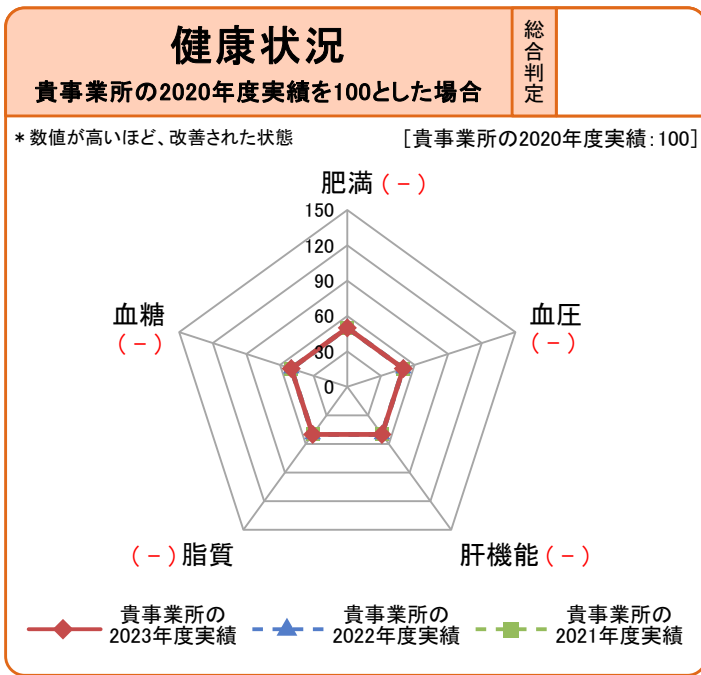 健康状況
貴事業所の2020年度実績を100とした場合
総合判定
＊数値が高いほど、改善された状態
［貴事業所の2020年度実績：100］
肥満（－）
150
120
90
60
30
0
血糖
（－）
血圧
（－）
（－）脂質
肝機能（－）
貴事業所の
2023年度実績
貴事業所の
2022年度実績
貴事業所の
2021年度実績